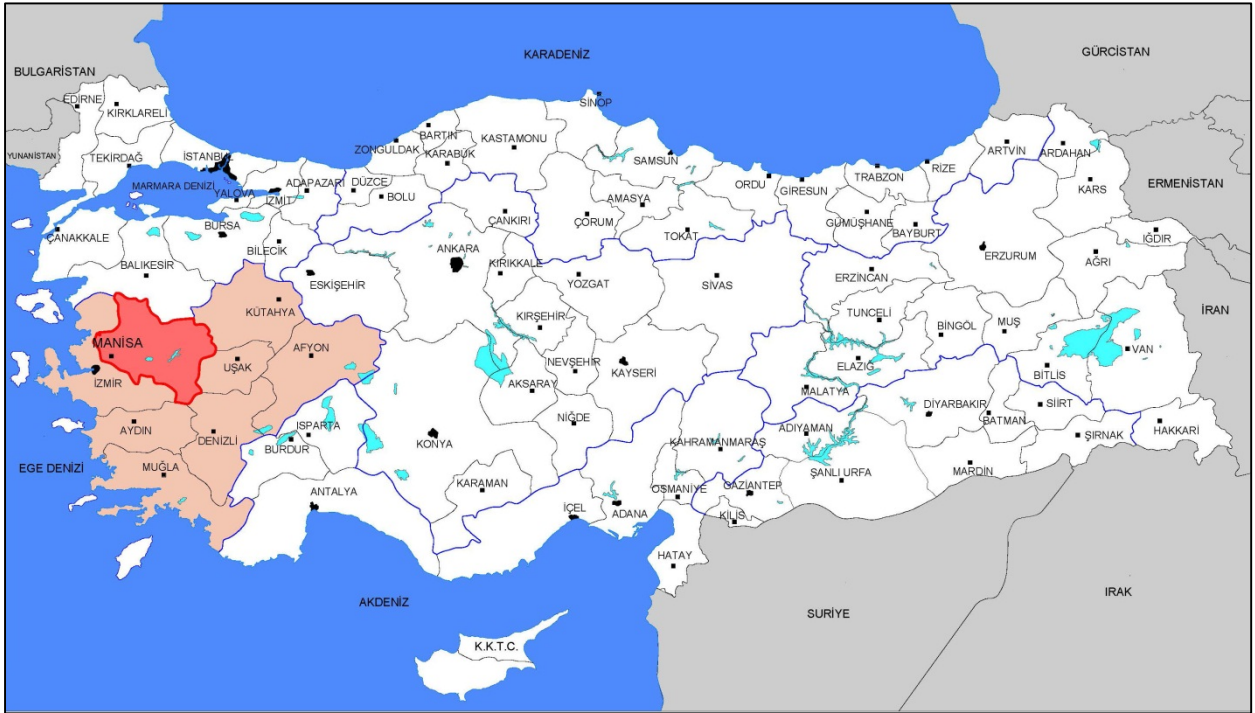 KARADENİZ
GÜRCİSTAN
BULGARİSTAN
EDİRNE
KIRKLARELİ
SİNOP
BARTIN
KASTAMONU
ZONGULDAK
KARABÜK
ARTVİN
ARDAHAN
YUNANİSTAN
TEKİRDAĞ
İSTANBUL
SAMSUN
TRABZON
RİZE
ERMENİSTAN
MARMARA DENİZİ
YALOVA
İZMİT
ADAPAZARI
DÜZCE
BOLU
ORDU
GİRESUN
KARS
ÇANKIRI
ÇORUM
AMASYA
GÜMÜŞHANE
BAYBURT
ÇANAKKALE
BURSA
BİLECİK
TOKAT
IĞDIR
ANKARA
KIRIKKALE
ERZURUM
AĞRI
BALIKESİR
ESKİŞEHİR
YOZGAT
SİVAS
ERZİNCAN
KÜTAHYA
KIRŞEHİR
TUNCELİ
BİNGÖL
MUŞ
İRAN
MANİSA
UŞAK
AFYON
NEVŞEHİR
KAYSERİ
ELAZIĞ
VAN
İZMİR
AKSARAY
MALATYA
BİTLİS
AYDIN
DENİZLİ
ISPARTA
BURDUR
KONYA
NİĞDE
KAHRAMANMARAŞ
ADIYAMAN
DİYARBAKIR
BATMAN
SİİRT
ŞIRNAK
HAKKARİ
EGE DENİZİ
MUĞLA
ANTALYA
KARAMAN
İÇEL
ADANA
OSMANİYE
GAZİANTEP
ŞANLI URFA
MARDİN
KİLİS
HATAY
AKDENİZ
SURİYE
IRAK
K.K.T.C.